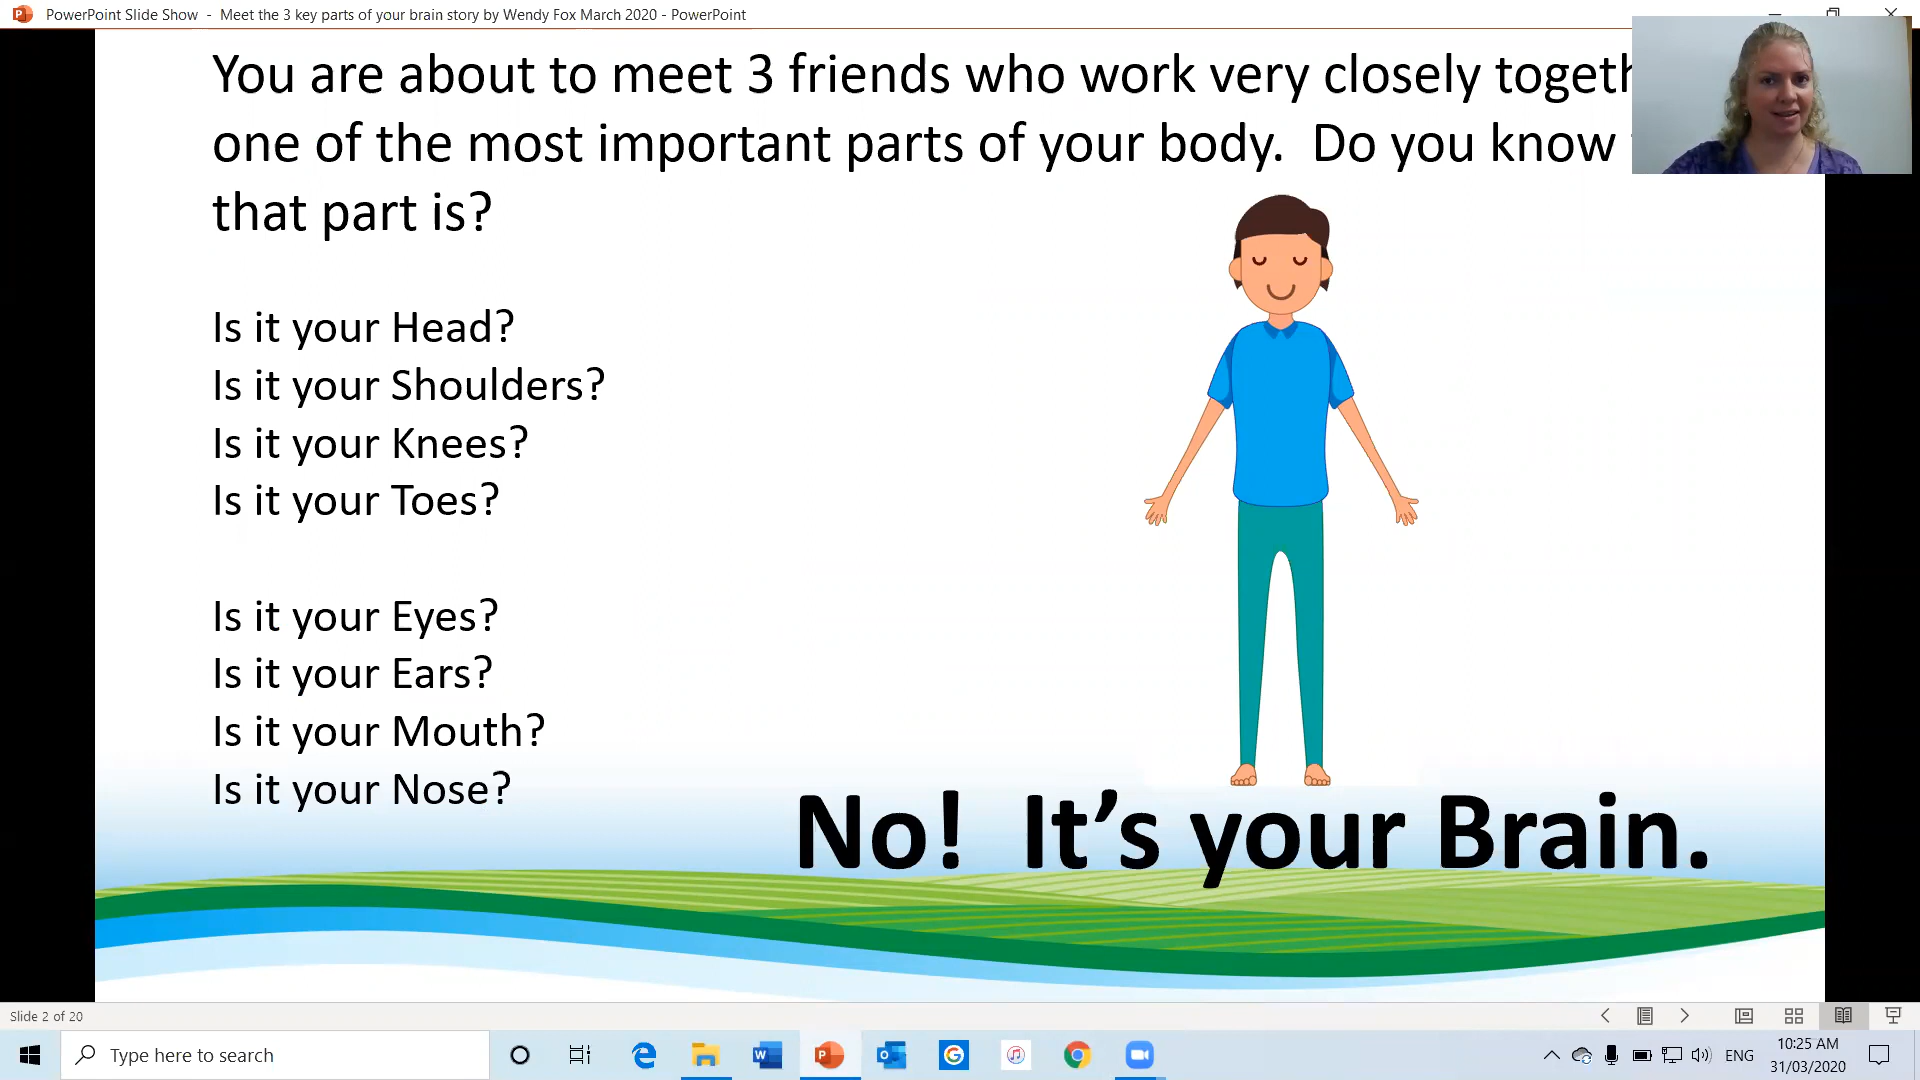 PowerPoint Slide Show - Meet the 3 key parts of your brain story by Wendy Fox March 2020 - PowerPoint
You are about to meet 3 friends who work very closely
one of the most important parts of your body. Do you know
that part is?
Is it your Head?
Is it your Shoulders?
Is it your Knees?
Is it your Toes?
Is it your Eyes?
Is it your Ears?
Is it your Mouth?
Is it your Nose?
No! It's your Brain.
Slide 2 of 20
Type here to search
ENG
10:25 AM
31/03/2020